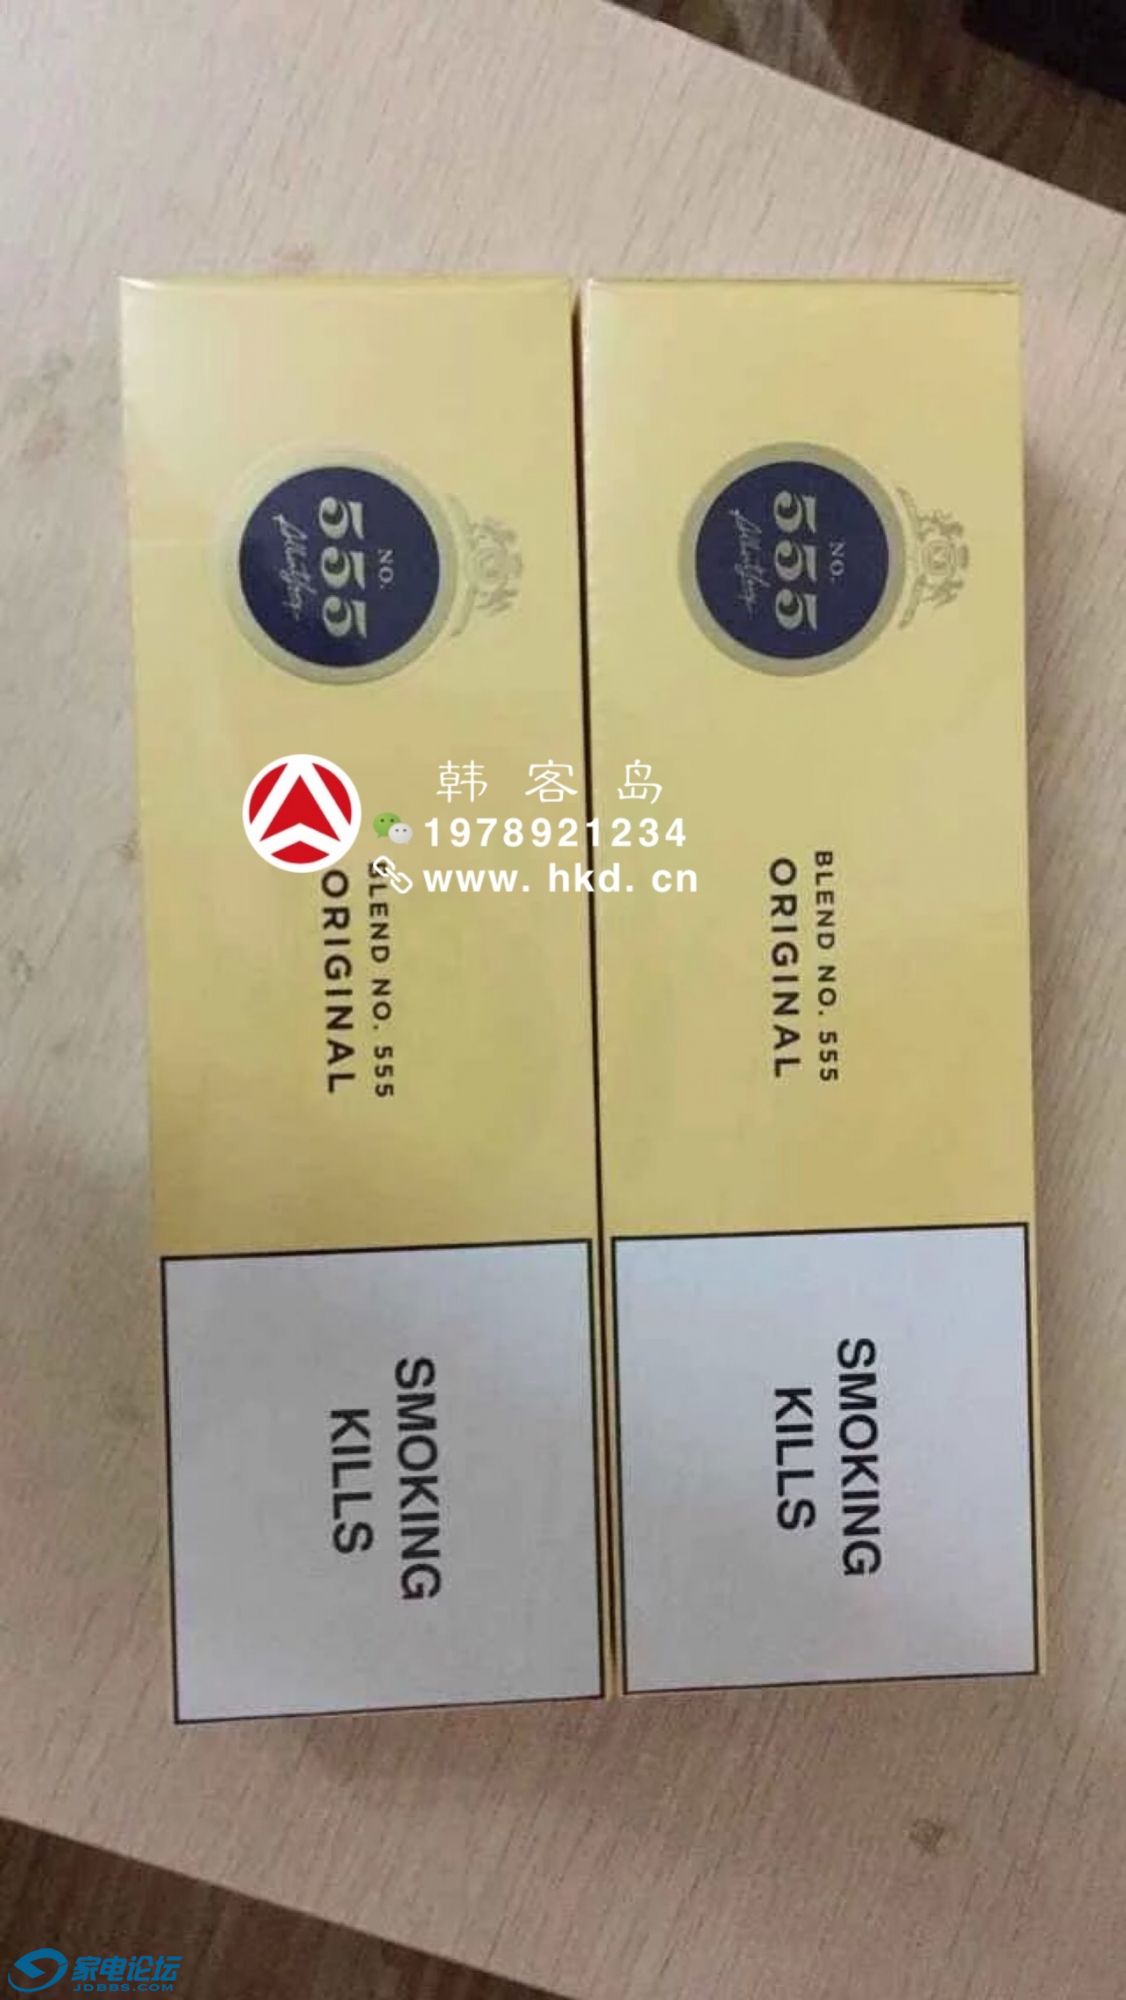 NO.
555
NO.
555
韩客岛
1978921234
www. hkd. cn
BLEND NO. 555
ORIGINAL
BLEND NO. 555
ORIGINAL
SMOKING
KILLS
SMOKING
KILLS
家电论坛
JDBBS.COM